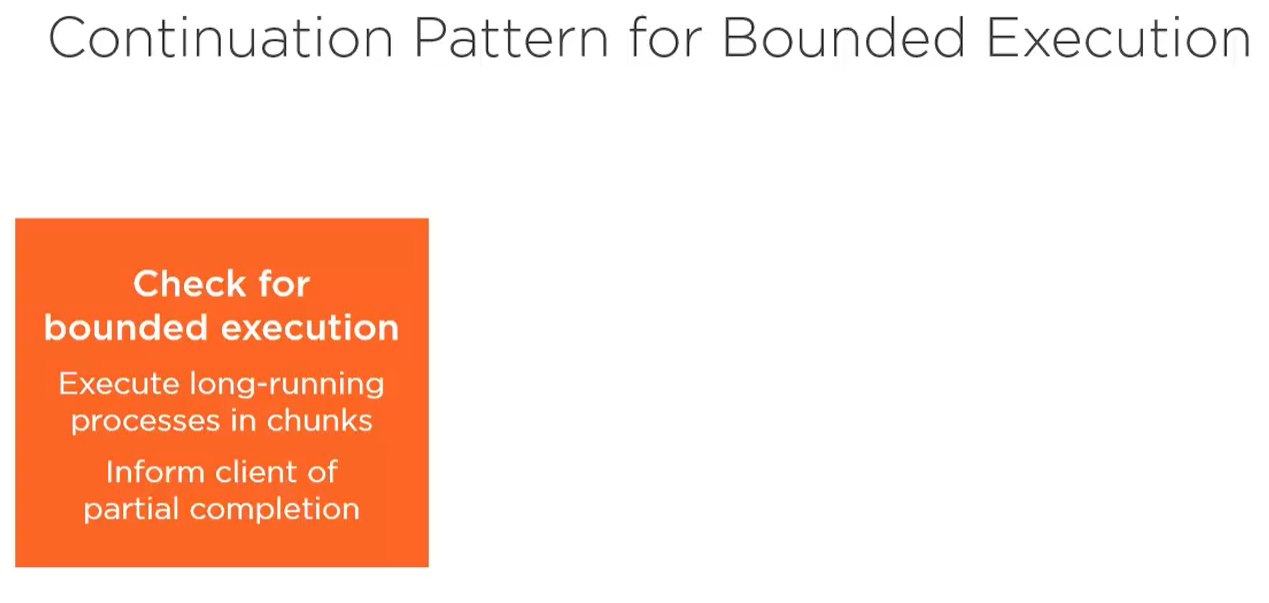 Continuation Pattern for Bounded Execution
Check for
bounded execution
Execute long-running
processes in chunks
Inform client of
partial completion